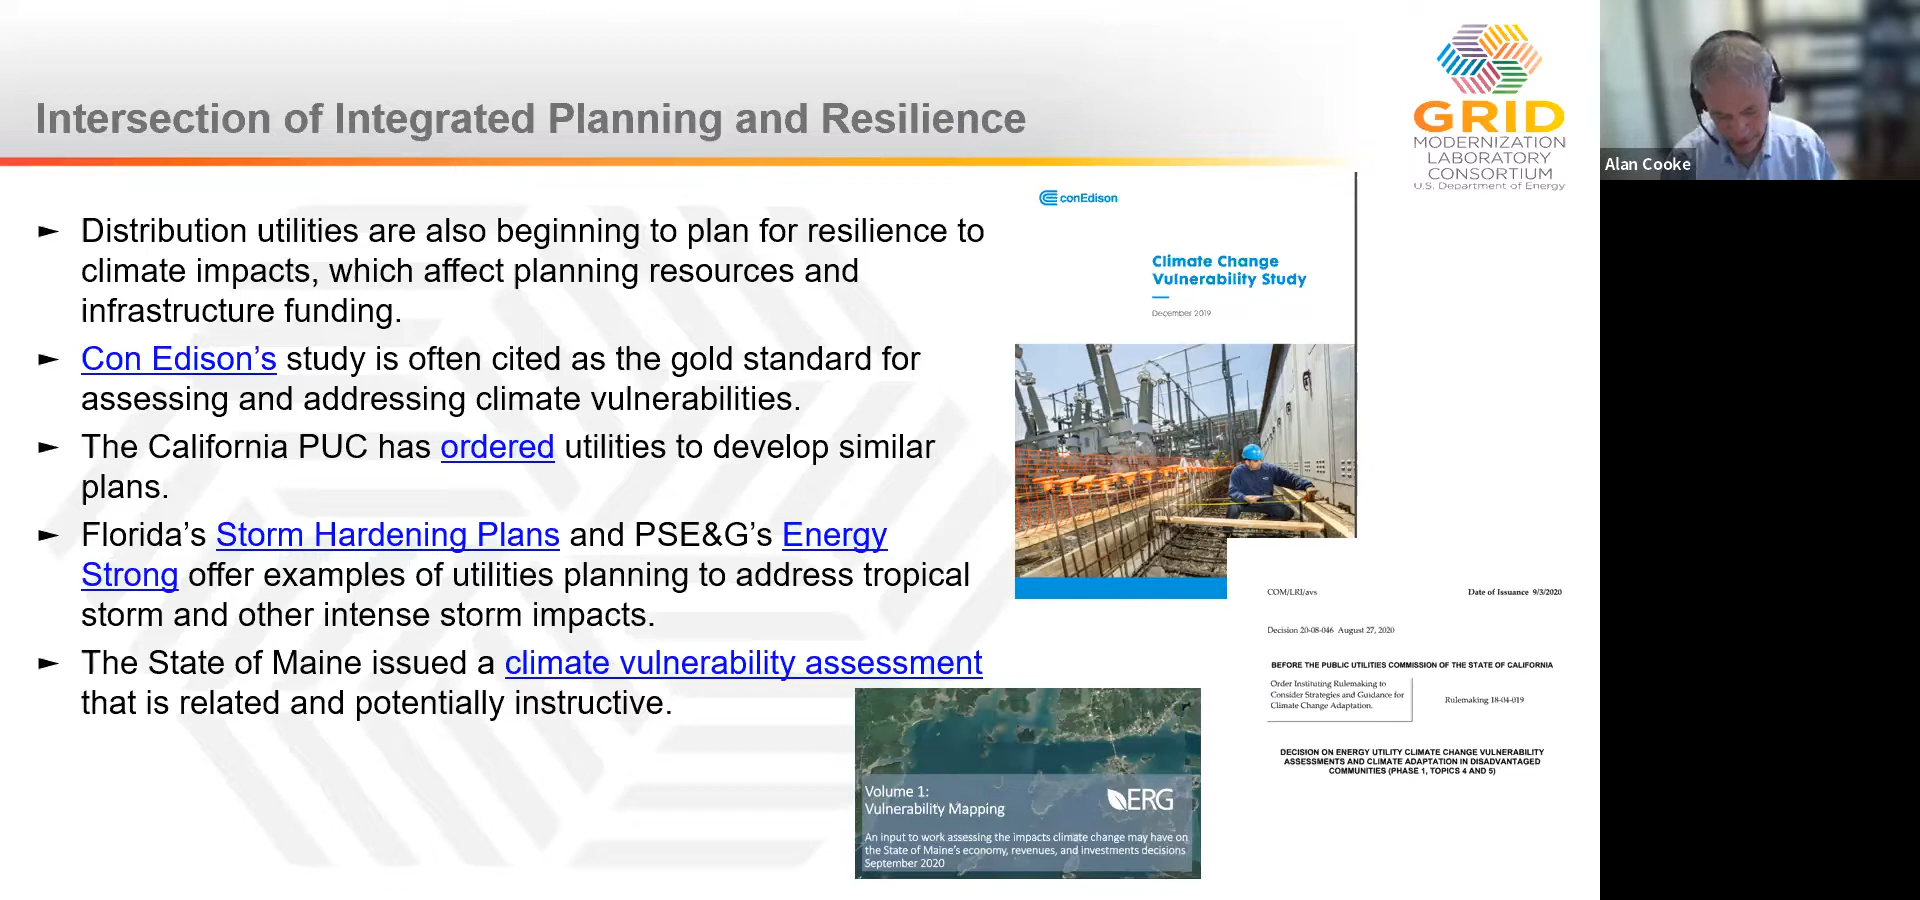 Intersection of Integrated Planning and Resilience
GRID
MODERNIZATION
LABORATORY
CONSORTIUM
U.S. Department of Energy
Alan Cooke
► Distribution utilities are also beginning to plan for resilience to
climate impacts, which affect planning resources and
infrastructure funding.
► Con Edison’s study is often cited as the gold standard for
assessing and addressing climate vulnerabilities.
► The California PUC has ordered utilities to develop similar
plans.
► Florida’s Storm Hardening Plans and PSE&G’s Energy
Strong offer examples of utilities planning to address tropical
storm and other intense storm impacts.
► The State of Maine issued a climate vulnerability assessment
that is related and potentially instructive.
conEdison
Climate Change
Vulnerability Study
December 2019
COM/LRI/avs Date of Issuance 9/3/2020
Decision 20-08-046 August 27, 2020
BEFORE THE PUBLIC UTILITIES COMMISSION OF THE STATE OF CALIFORNIA
Order Instituting Rulemaking to
Consider Strategies and Guidance for
Climate Change Adaptation.
Rulemaking 18-04-019
DECISION ON ENERGY UTILITY CLIMATE CHANGE VULNERABILITY
ASSESSMENTS AND CLIMATE ADAPTATION IN DISADVANTAGED
COMMUNITIES (PHASE 1, TOPICS 4 AND 5)
Volume 1:
Vulnerability Mapping
ERG
An input to work assessing the impacts climate change may have on
the State of Maine's economy, revenues, and investments decisions
September 2020